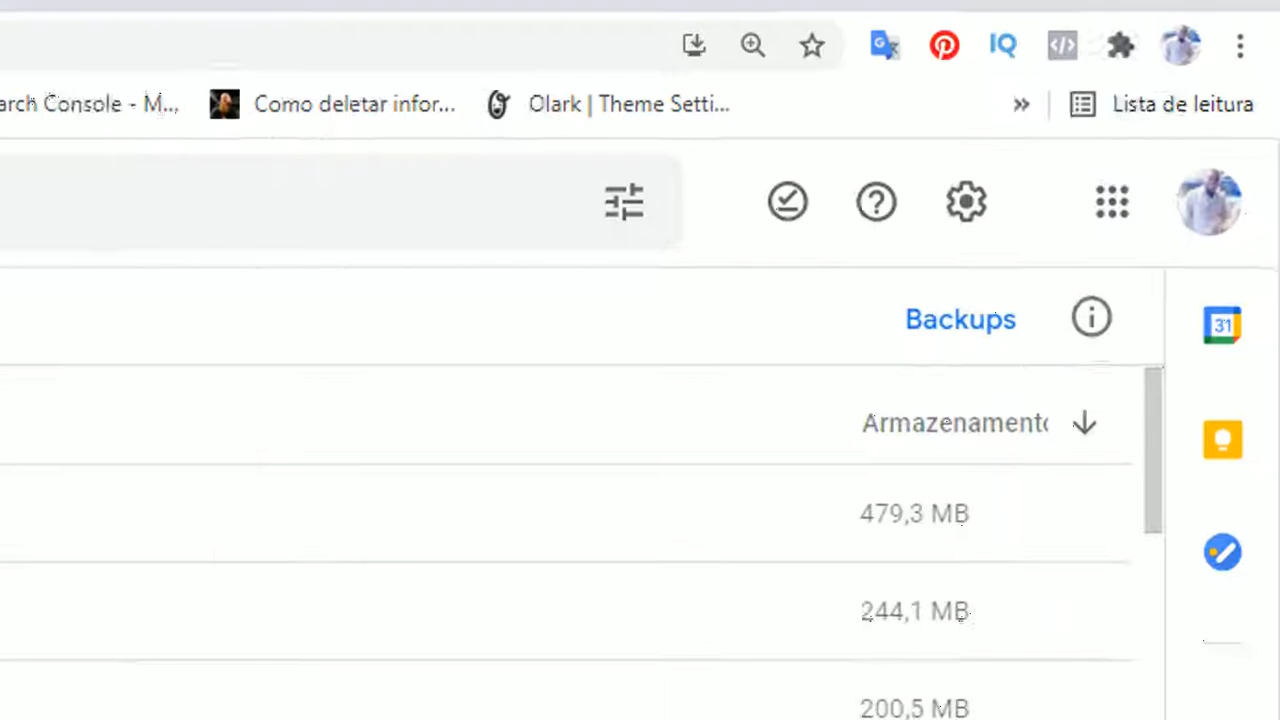 arch Console - M... Como deletar infor... Olark | Theme Setti... » Lista de leitura
Backups
Armazenamento
479,3 MB
244,1 MB
200,5 MB
IQ
31